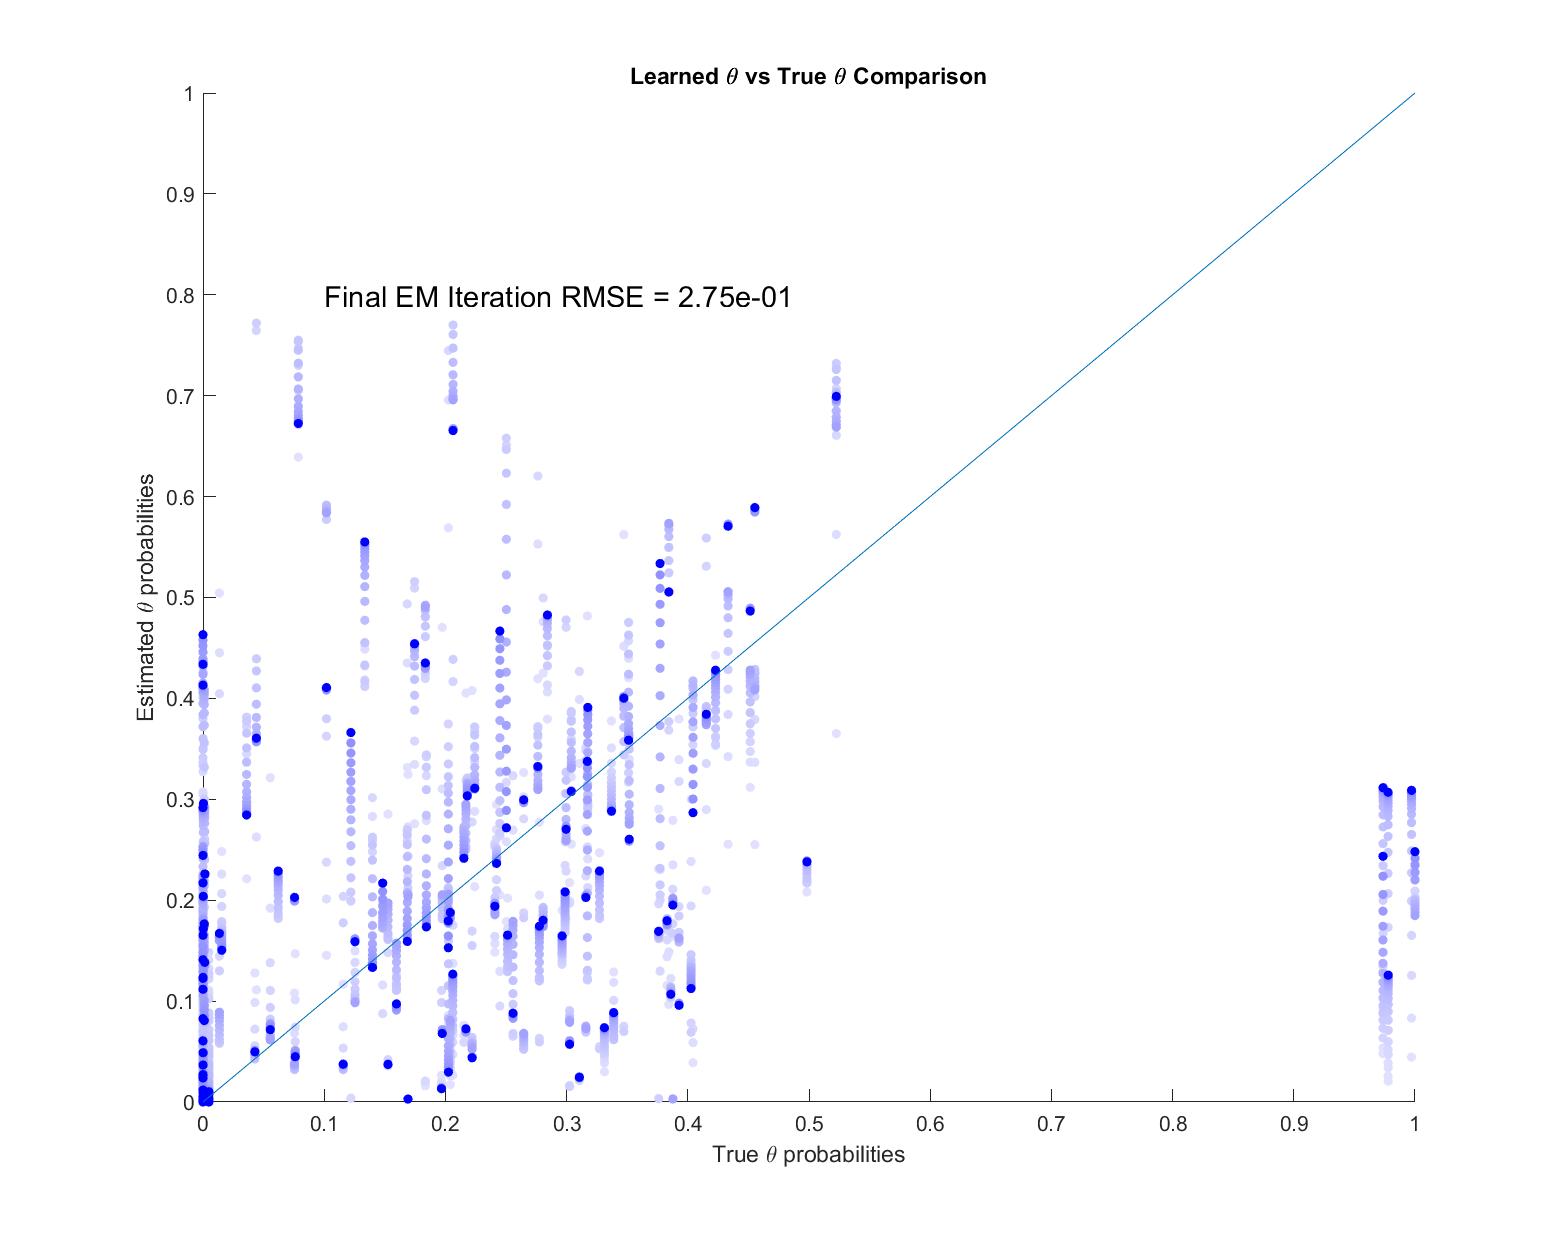 Learned θ vs True θ Comparison
1
0.9
0.8
0.7
0.6
0.5
0.4
0.3
0.2
0.1
0
Estimated θ probabilities
Final EM Iteration RMSE = 2.75e-01
0 0.1 0.2 0.3 0.4 0.5 0.6 0.7 0.8 0.9 1
True θ probabilities